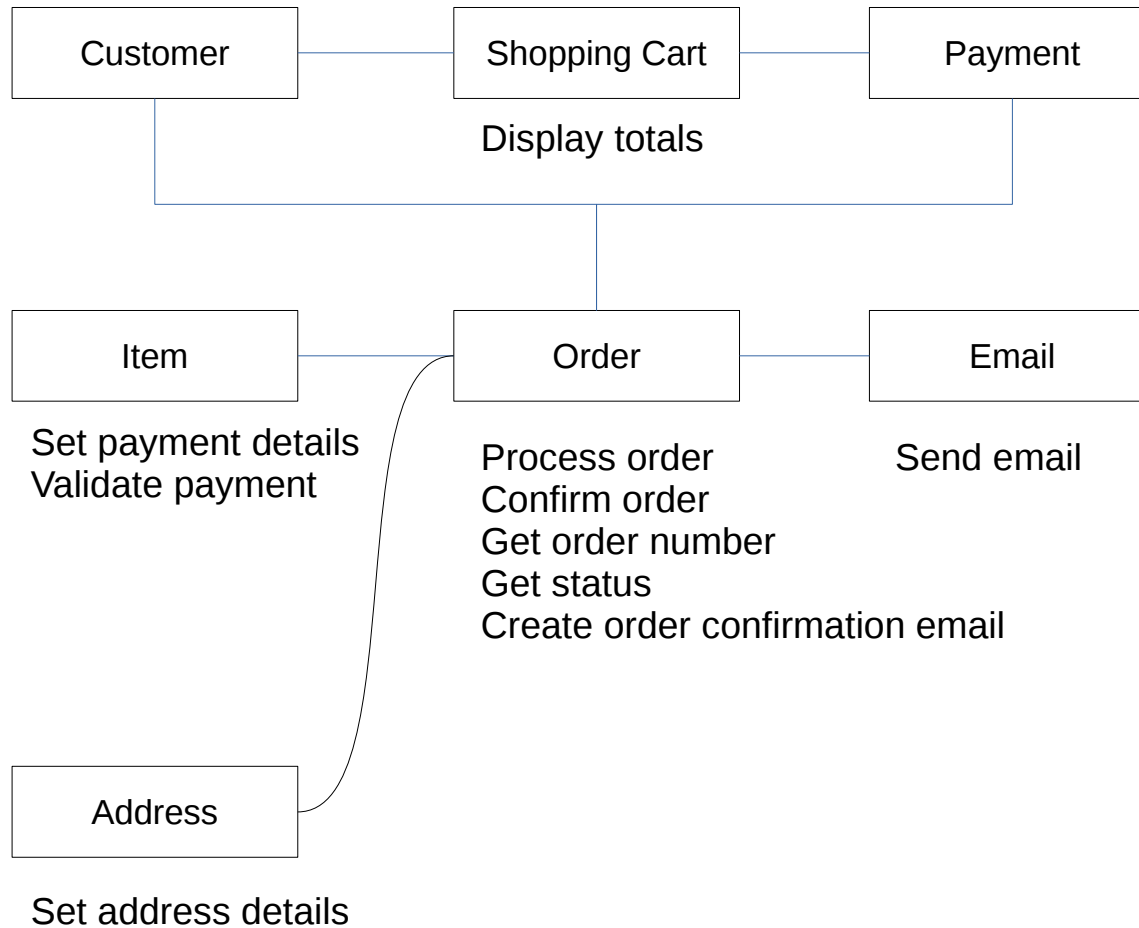 Customer
Shopping Cart
Payment
Display totals
Item
Order
Email
Set payment details
Validate payment
Process order
Confirm order
Get order number
Get status
Create order confirmation email
Send email
Address
Set address details